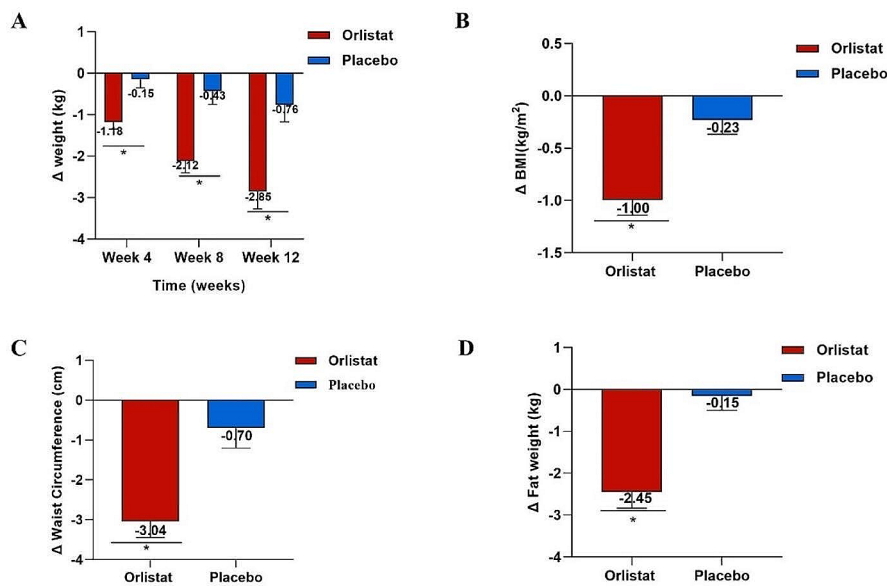 A
Orlistat
Placebo
Δ weight (kg)
1
0
-1
-2
-3
-4
-1.18
-0.15
*
-2.12
-0.43
*
-2.85
-0.76
*
Week 4 Week 8 Week 12
Time (weeks)
B
Orlistat
Placebo
Δ BMI(kg/m²)
0.5
0.0
-0.5
-1.0
-1.5
-1.00
*
-0.23
Orlistat Placebo
C
Orlistat
Placebo
Δ Waist Circumference (cm)
1
0
-1
-2
-3
-4
-3.04
*
-0.70
Orlistat Placebo
D
Orlistat
Placebo
Δ Fat weight (kg)
1
0
-1
-2
-3
-4
-2.45
*
-0.15
Orlistat Placebo